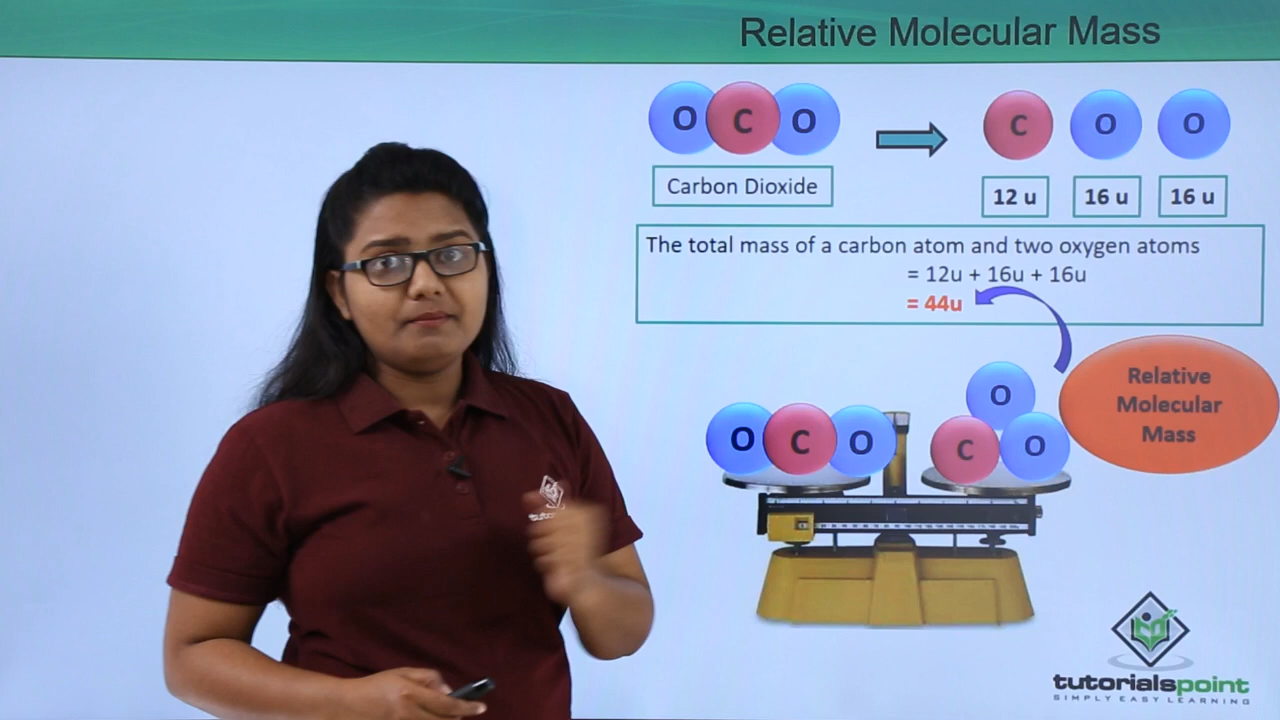 Relative Molecular Mass
O C O
C O O
Carbon Dioxide
12 u 16 u 16 u
The total mass of a carbon atom and two oxygen atoms
= 12u + 16u + 16u
= 44u
Relative
Molecular
Mass
O
O C O
C O
tutorialspoint
SIMPLY EASY LEARNING